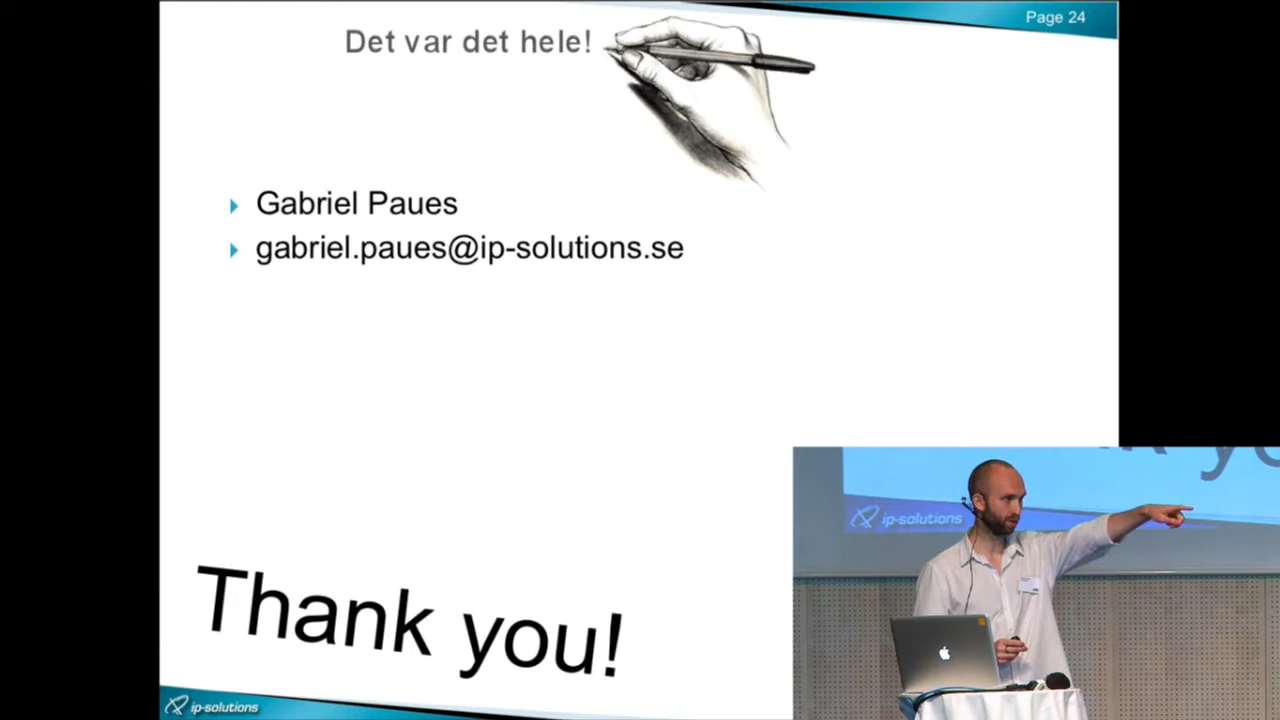 Page 24
Det var det hele!
Gabriel Paues
gabriel.paues@ip-solutions.se
Thank you!
ip-solutions
ip-solutions